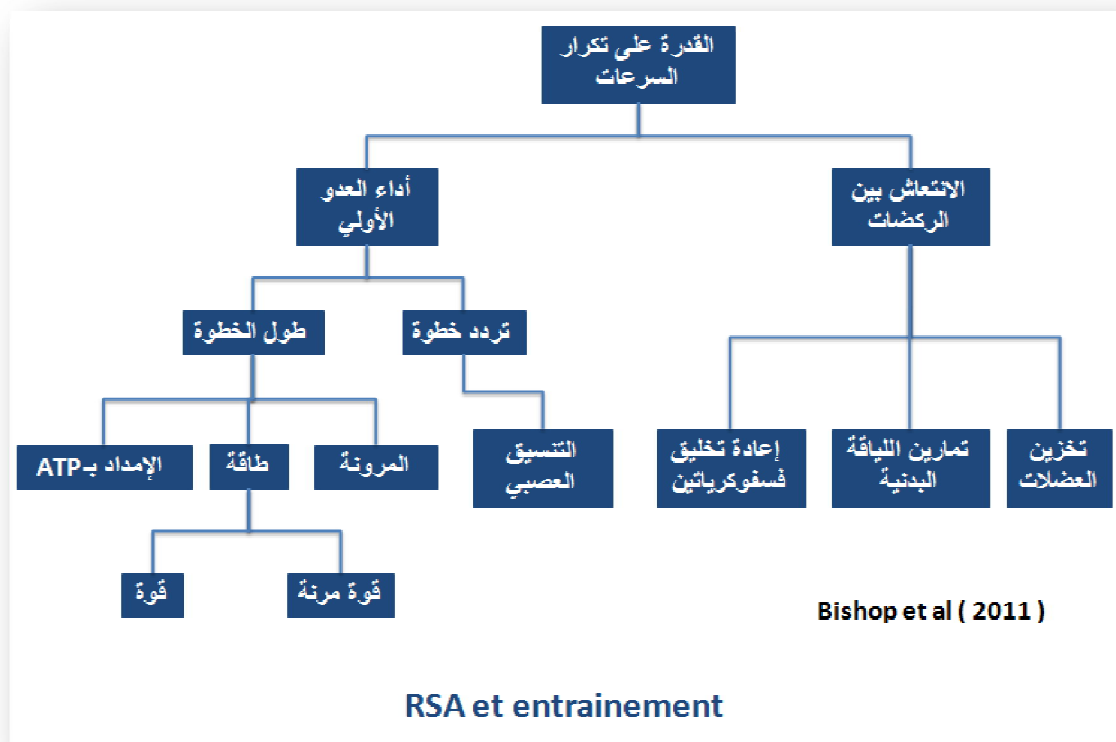 القدرة على تكرار
السرعات
أداء العدو
الأولي
الانتعاش بين
الركضات
طول الخطوة
تردد خطوة
الإمداد بـATP
طاقة
المرونة
التنسيق
العصبي
إعادة تخليق
فسفوكرياتين
تمارين اللياقة
البدنية
تخزين
العضلات
قوة
قوة مرنة
Bishop et al ( 2011 )
RSA et entrainement